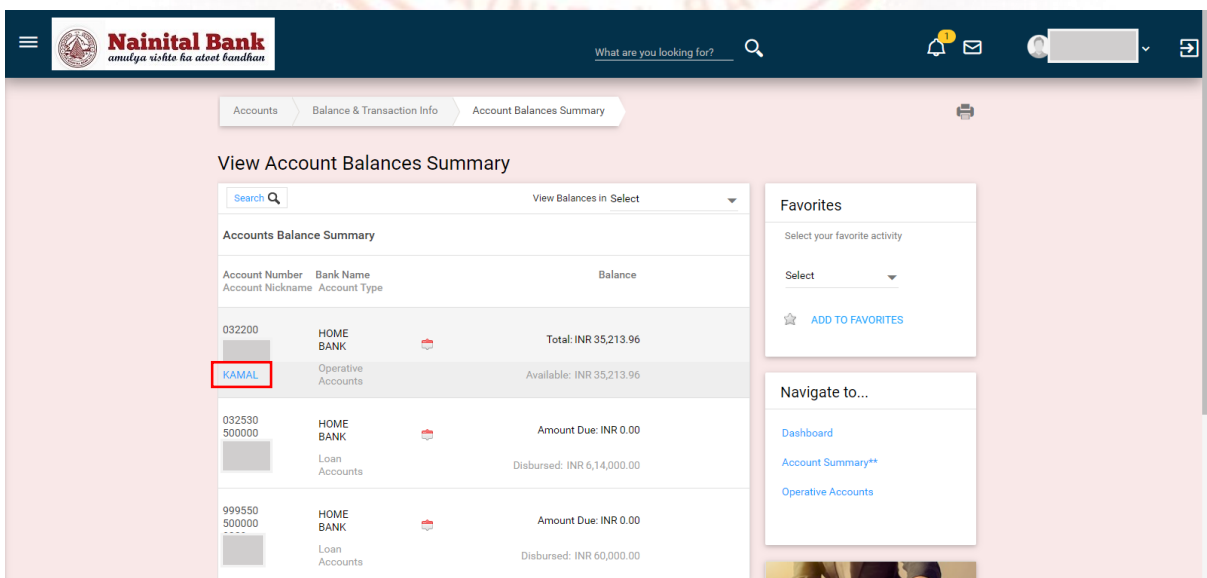 Nainital Bank
amulya rishto ka atoot bandhan
What are you looking for?
1
Accounts
Balance & Transaction Info
Account Balances Summary
View Account Balances Summary
Search
View Balances in Select
Accounts Balance Summary
Account Number Bank Name Balance
Account Nickname Account Type
032200
HOME
BANK
Total: INR 35,213.96
KAMAL
Operative
Accounts
Available: INR 35,213.96
032530
500000
HOME
BANK
Amount Due: INR 0.00
Loan
Accounts
Disbursed: INR 6,14,000.00
999550
500000
HOME
BANK
Amount Due: INR 0.00
Loan
Accounts
Disbursed: INR 60,000.00
Favorites
Select your favorite activity
Select
ADD TO FAVORITES
Navigate to...
Dashboard
Account Summary**
Operative Accounts